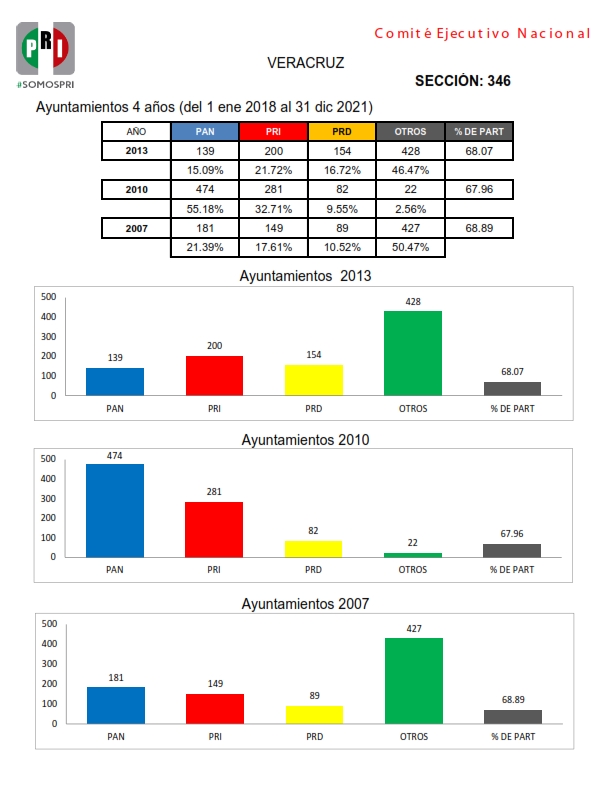 Comité Ejecutivo Nacional
PRI
#SOMOSPRI
VERACRUZ
SECCIÓN: 346
Ayuntamientos 4 años (del 1 ene 2018 al 31 dic 2021)
AÑO PAN PRI PRD OTROS % DE PART
2013 139 200 154 428 68.07
15.09% 21.72% 16.72% 46.47%
2010 474 281 82 22 67.96
55.18% 32.71% 9.55% 2.56%
2007 181 149 89 427 68.89
21.39% 17.61% 10.52% 50.47%
Ayuntamientos 2013
500
428
400
300
200
200
154
139
100
68.07
0
PAN PRI PRD OTROS % DE PART
Ayuntamientos 2010
500
474
400
300
281
200
100
82
67.96
22
0
PAN PRI PRD OTROS % DE PART
Ayuntamientos 2007
500
427
400
300
200
181
149
100
89
68.89
0
PAN PRI PRD OTROS % DE PART